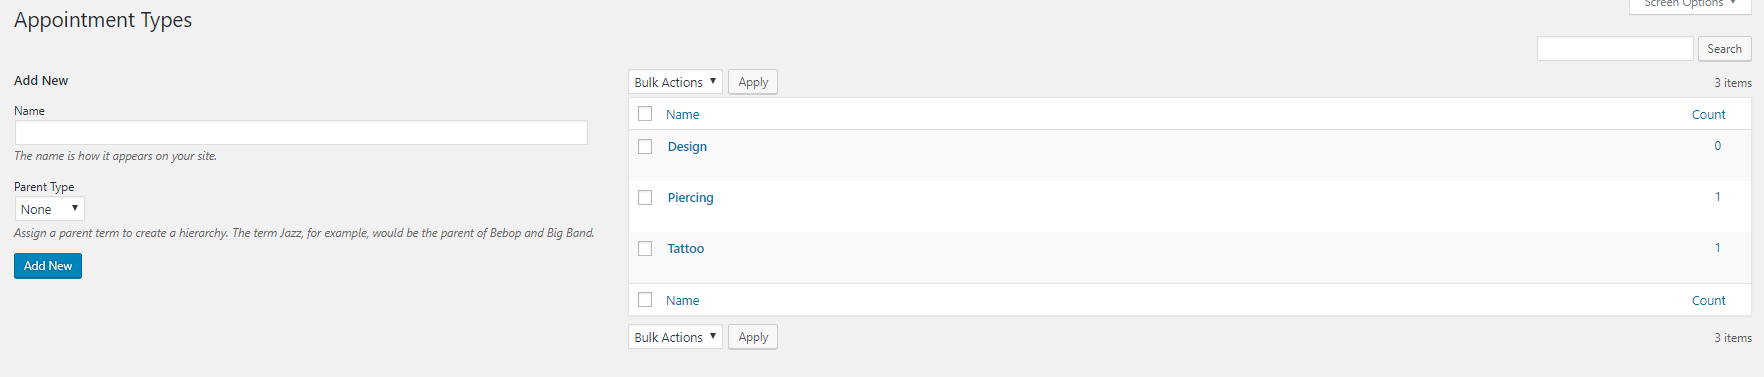 Appointment Types
Screen Options
Search
Add New
Name
The name is how it appears on your site.
Parent Type
None
Assign a parent term to create a hierarchy. The term Jazz, for example, would be the parent of Bebop and Big Band.
Add New
Bulk Actions Apply 3 items
Name Count
Design 0
Piercing 1
Tattoo 1
Name Count
Bulk Actions Apply 3 items